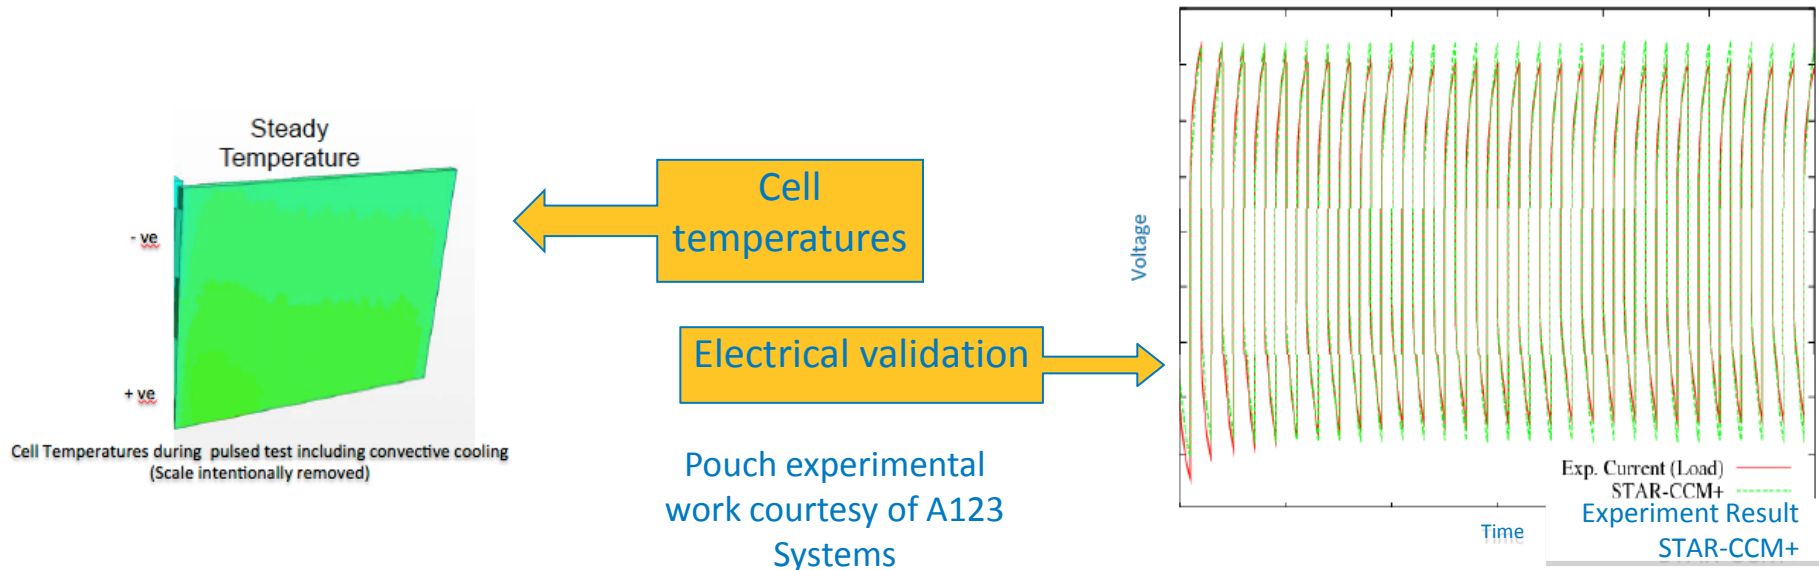 Steady
Temperature
- ve
+ ve
Cell Temperatures during pulsed test including convective cooling
(Scale intentionally removed)
Cell
temperatures
Electrical validation
Pouch experimental
work courtesy of A123
Systems
Voltage
Exp. Current (Load)
STAR-CCM+
Time
Experiment Result
STAR-CCM+